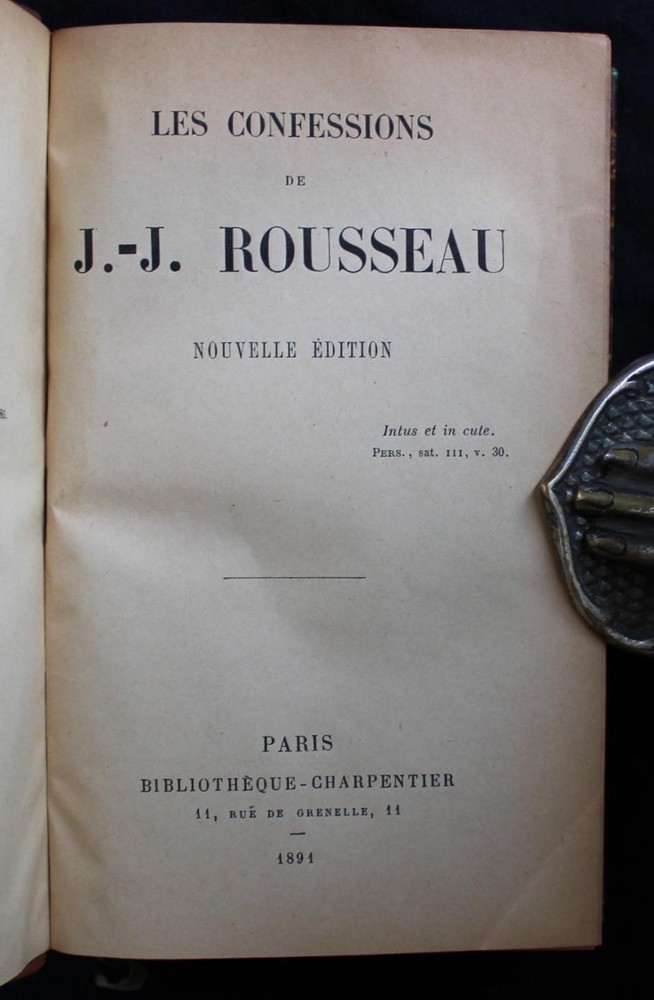 LES CONFESSIONS
DE
J.-J. ROUSSEAU
NOUVELLE ÉDITION
Intus et in cute.
PERS., sat. III, v. 30.
PARIS
BIBLIOTHÈQUE-CHARPENTIER
11, RUE DE GRENELLE, 11
1891